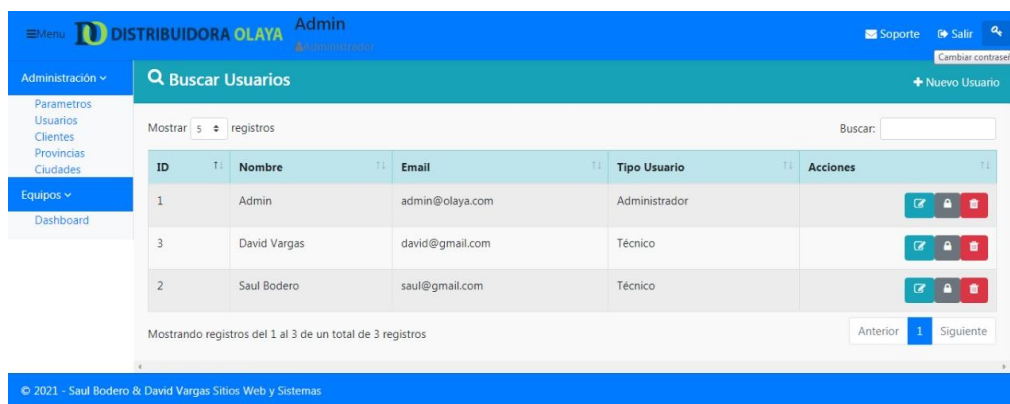 Menu DISTRIBUIDORA OLAYA Admin
Administrador
Soporte Salir
Cambiar contraseñ
Administración
Parametros
Usuarios
Clientes
Provincias
Ciudades
Equipos
Dashboard
Buscar Usuarios
Nuevo Usuario
Mostrar 5 registros Buscar:
ID Nombre Email Tipo Usuario Acciones
1 Admin admin@olaya.com Administrador
3 David Vargas david@gmail.com Técnico
2 Saul Bodero saul@gmail.com Técnico
Mostrando registros del 1 al 3 de un total de 3 registros
Anterior 1 Siguiente
© 2021 - Saul Bodero & David Vargas Sitios Web y Sistemas